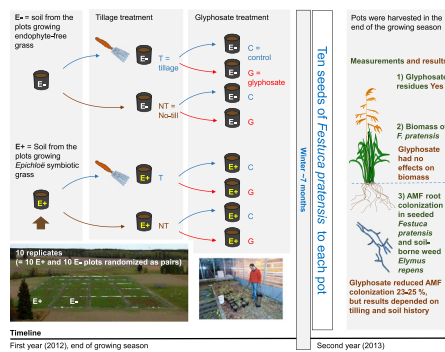 E- = soil from the
plots growing
endophyte-free
grass
E-
E+ = Soil from the
plots growing
Epichloë symbiotic
grass
E+
Tillage treatment
E-
T =
tillage
E-
NT =
No-till
E+
T
E+
NT
Glyphosate treatment
E-
C =
control
E-
G =
glyphosate
E-
C
E-
G
E+
C
E+
G
E+
C
E+
G
10 replicates
(= 10 E+ and 10 E- plots randomized as pairs)
E+
E-
Winter ~7 months
Ten seeds of Festuca pratensis to each pot
Pots were harvested in the
end of the growing season
Measurements and results
1) Glyphosate
residues Yes
2) Biomass of
F. pratensis
Glyphosate
had no
effects on
biomass
3) AMF root
colonization
in seeded
Festuca
pratensis
and soil-
borne weed
Elymus
repens
Glyphosate reduced AMF
colonization 23-25 %,
but results depended on
tilling and soil history
Timeline
First year (2012), end of growing season
Second year (2013)